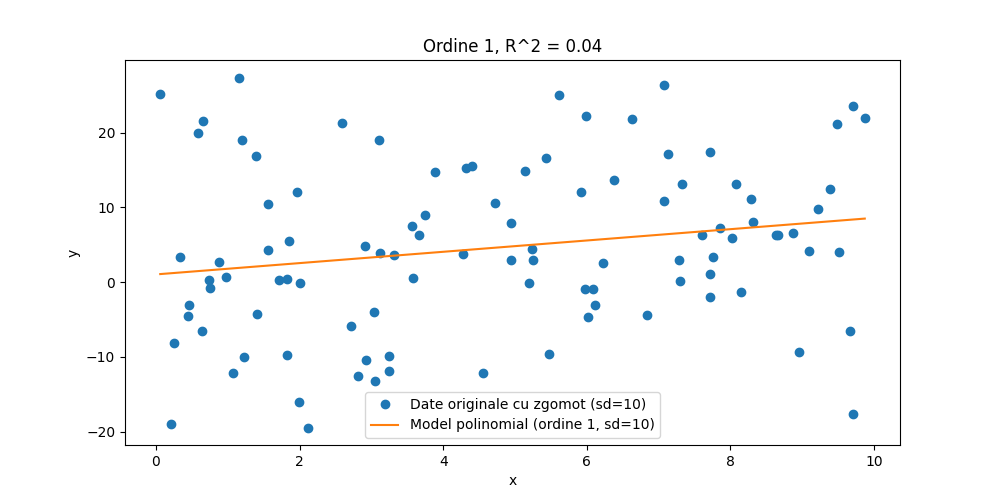 Ordine 1, R^2 = 0.04
y
20
10
0
−10
−20
Date originale cu zgomot (sd=10)
Model polinomial (ordine 1, sd=10)
0 2 4 6 8 10
x